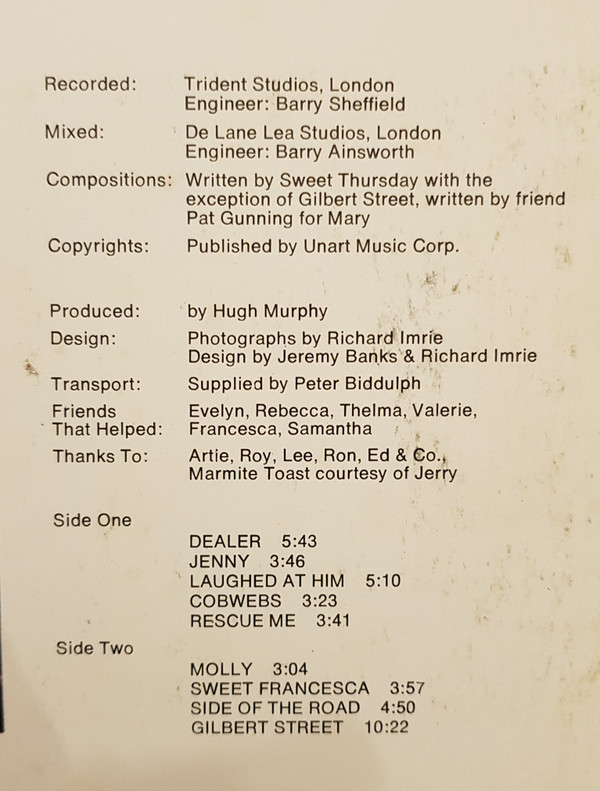 Recorded: Trident Studios, London
Engineer: Barry Sheffield
Mixed: De Lane Lea Studios, London
Engineer: Barry Ainsworth
Compositions: Written by Sweet Thursday with the
exception of Gilbert Street, written by friend
Pat Gunning for Mary
Copyrights: Published by Unart Music Corp.
Produced: by Hugh Murphy
Design: Photographs by Richard Imrie
Design by Jeremy Banks & Richard Imrie
Transport: Supplied by Peter Biddulph
Friends Evelyn, Rebecca, Thelma, Valerie,
That Helped: Francesca, Samantha
Thanks To: Artie, Roy, Lee, Ron, Ed & Co.,
Marmite Toast courtesy of Jerry
Side One
DEALER 5:43
JENNY 3:46
LAUGHED AT HIM 5:10
COBWEBS 3:23
RESCUE ME 3:41
Side Two
MOLLY 3:04
SWEET FRANCESCA 3:57
SIDE OF THE ROAD 4:50
GILBERT STREET 10:22